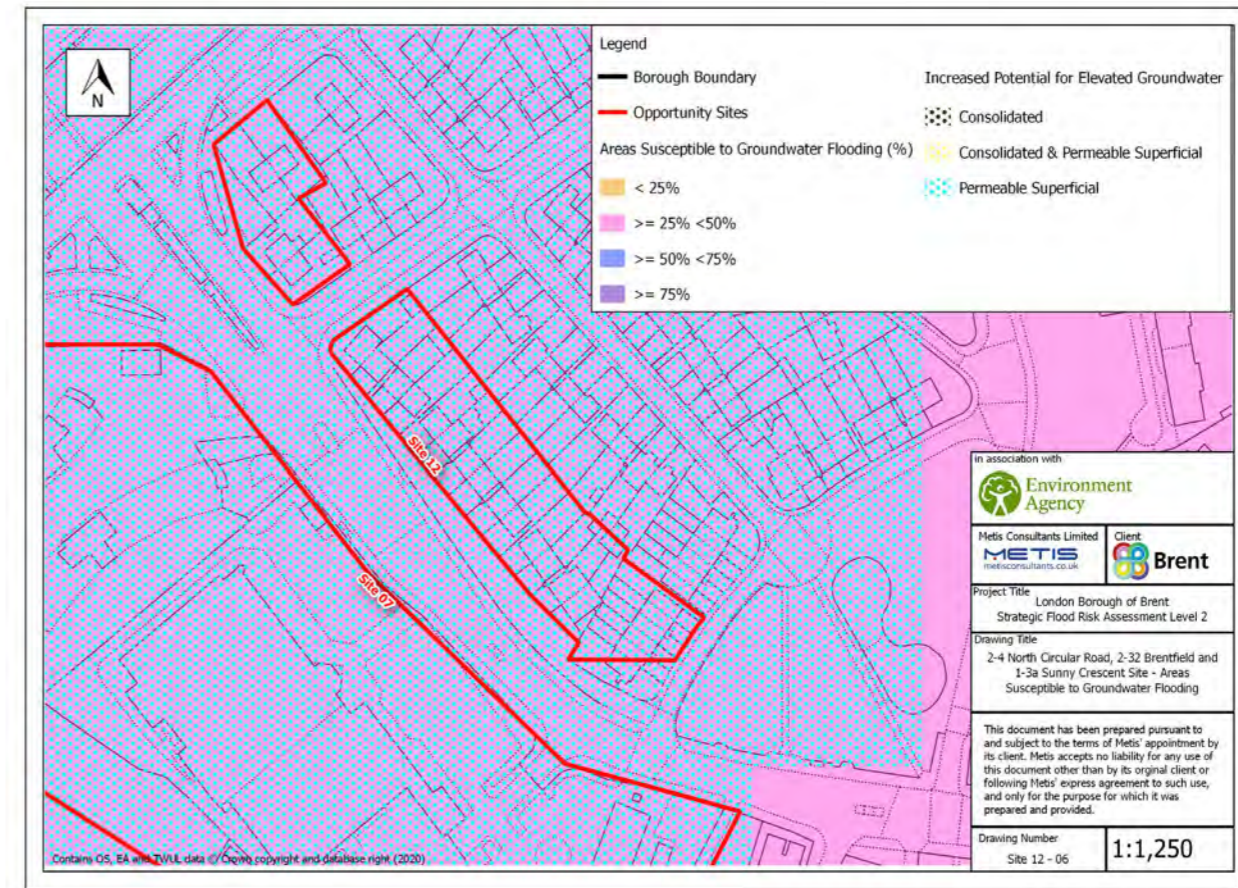 N
Legend
Borough Boundary
Opportunity Sites
Areas Susceptible to Groundwater Flooding (%)
< 25%
>= 25% <50%
>= 50% <75%
>= 75%
Increased Potential for Elevated Groundwater
Consolidated
Consolidated & Permeable Superficial
Permeable Superficial
Site 12
Site 07
in association with
Environment
Agency
Metis Consultants Limited
METIS
metisconsultants.co.uk
Client
Brent
Project Title
London Borough of Brent
Strategic Flood Risk Assessment Level 2
Drawing Title
2-4 North Circular Road, 2-32 Brentfield and
1-3a Sunny Crescent Site - Areas
Susceptible to Groundwater Flooding
This document has been prepared pursuant to
and subject to the terms of Metis' appointment by
its client. Metis accepts no liability for any use of
this document other than by its orginal client or
following Metis' express agreement to such use,
and only for the purpose for which it was
prepared and provided.
Drawing Number
Site 12 - 06
1:1,250
Contains OS, EA and TWUL data © Crown copyright and database right (2020)